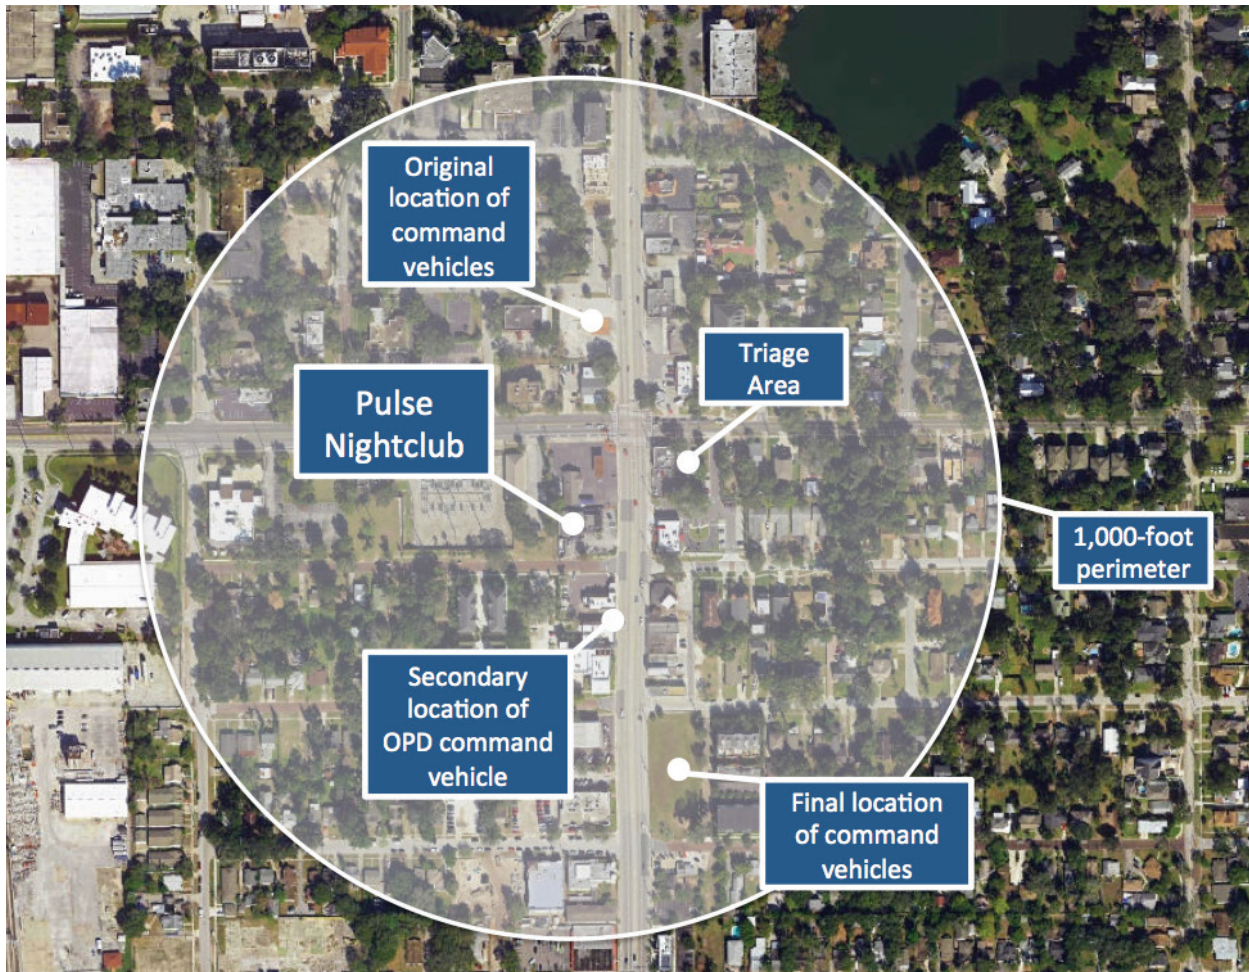 Original
location of
command
vehicles
Triage
Area
Pulse
Nightclub
1,000-foot
perimeter
Secondary
location of
OPD command
vehicle
Final location
of command
vehicles